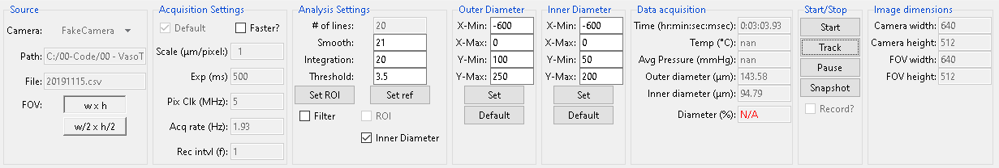 Source
Camera: FakeCamera
Path: C:/00-Code/00 - VasoT
File: 20191115.csv
FOV: w x h
w/2 x h/2
Acquisition Settings
Default Faster?
Scale (µm/pixel: 1
Exp (ms) 500
Pix Clk (MHz): 5
Acq rate (Hz): 1.93
Rec intvl (f): 1
Analysis Settings
# of lines: 20
Smooth: 21
Integration: 20
Threshold: 3.5
Set ROI Set ref
Filter ROI
Inner Diameter
Outer Diameter
X-Min: -600
X-Max: 0
Y-Min: 100
Y-Max: 250
Set
Default
Inner Diameter
X-Min: -600
X-Max: 0
Y-Min: 50
Y-Max: 200
Set
Default
Data acquisition
Time (hr:min:sec:msec): 0:03:03.93
Temp (°C): nan
Avg Pressure (mmHg): nan
Outer diameter (µm): 143.58
Inner diameter (µm): 94.79
Diameter (%): N/A
Start/Stop
Start
Track
Pause
Snapshot
Record?
Image dimensions
Camera width: 640
Camera height: 512
FOV width: 640
FOV height: 512